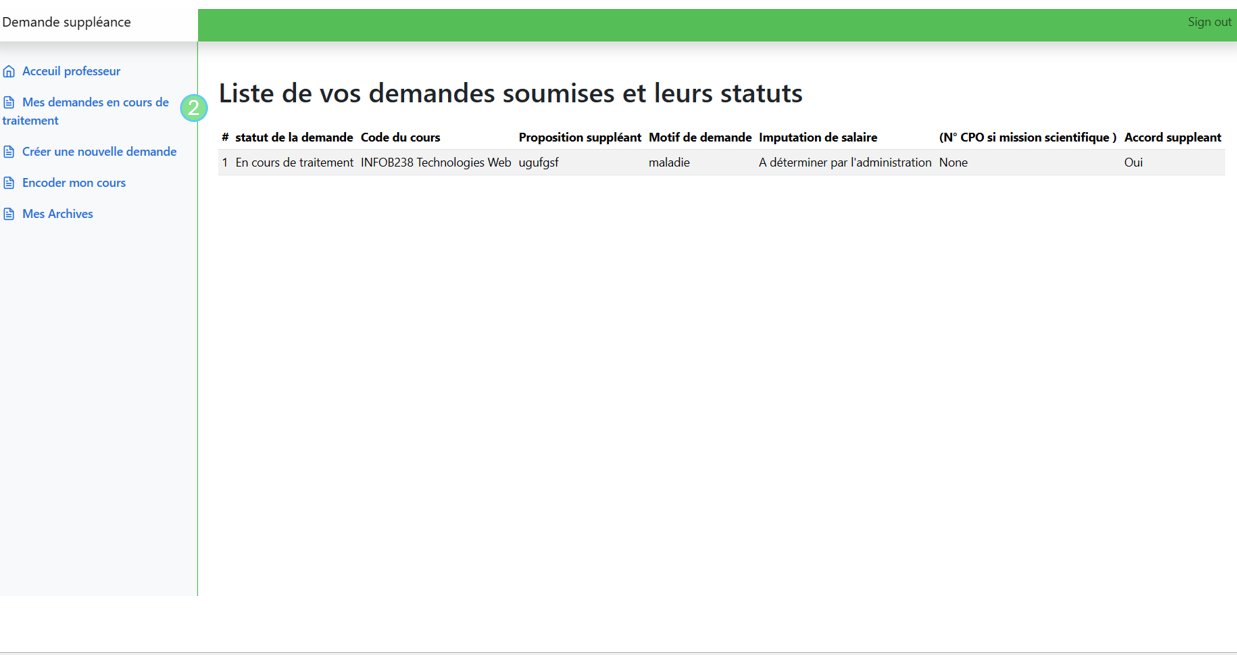 Demande suppléance
Sign out
Acceuil professeur
Mes demandes en cours de
traitement
2
Créer une nouvelle demande
Encoder mon cours
Mes Archives
Liste de vos demandes soumises et leurs statuts
# statut de la demande Code du cours Proposition suppléant Motif de demande Imputation de salaire (N° CPO si mission scientifique ) Accord suppleant
1 En cours de traitement INFOB238 Technologies Web ugufgsf maladie A déterminer par l'administration None Oui